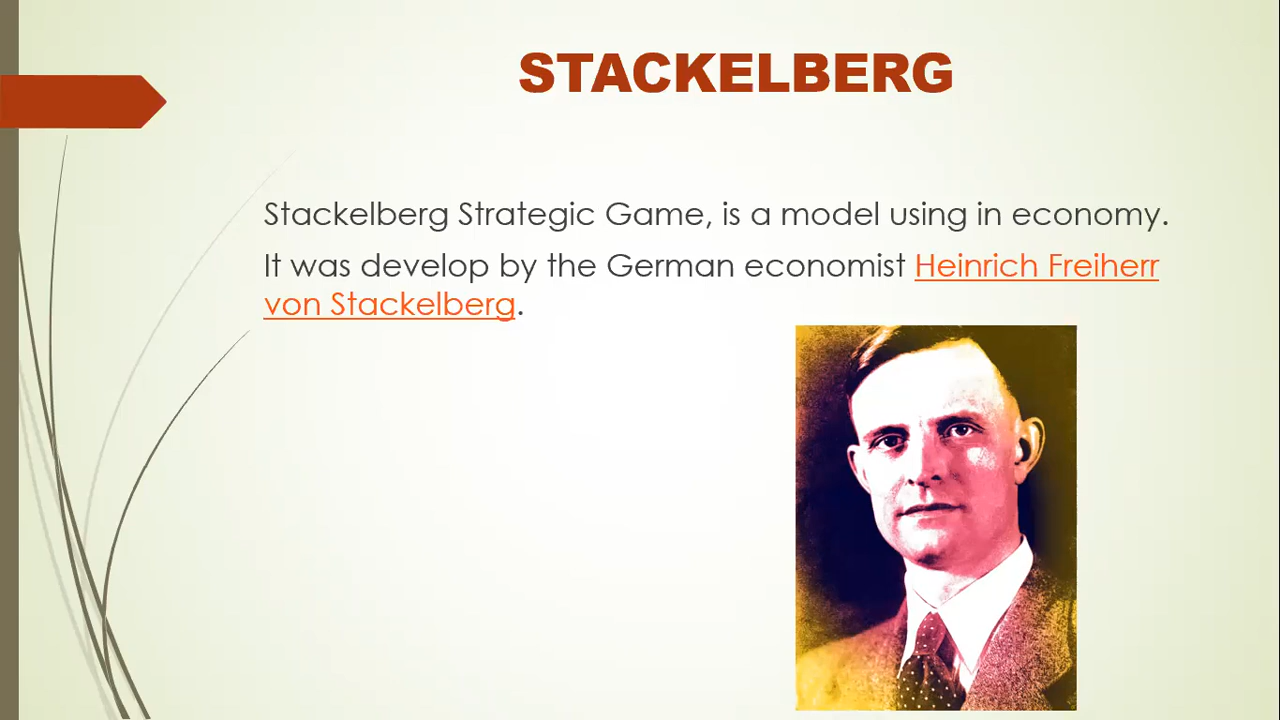 STACKELBERG
Stackelberg Strategic Game, is a model using in economy.
It was develop by the German economist Heinrich Freiherr
von Stackelberg.